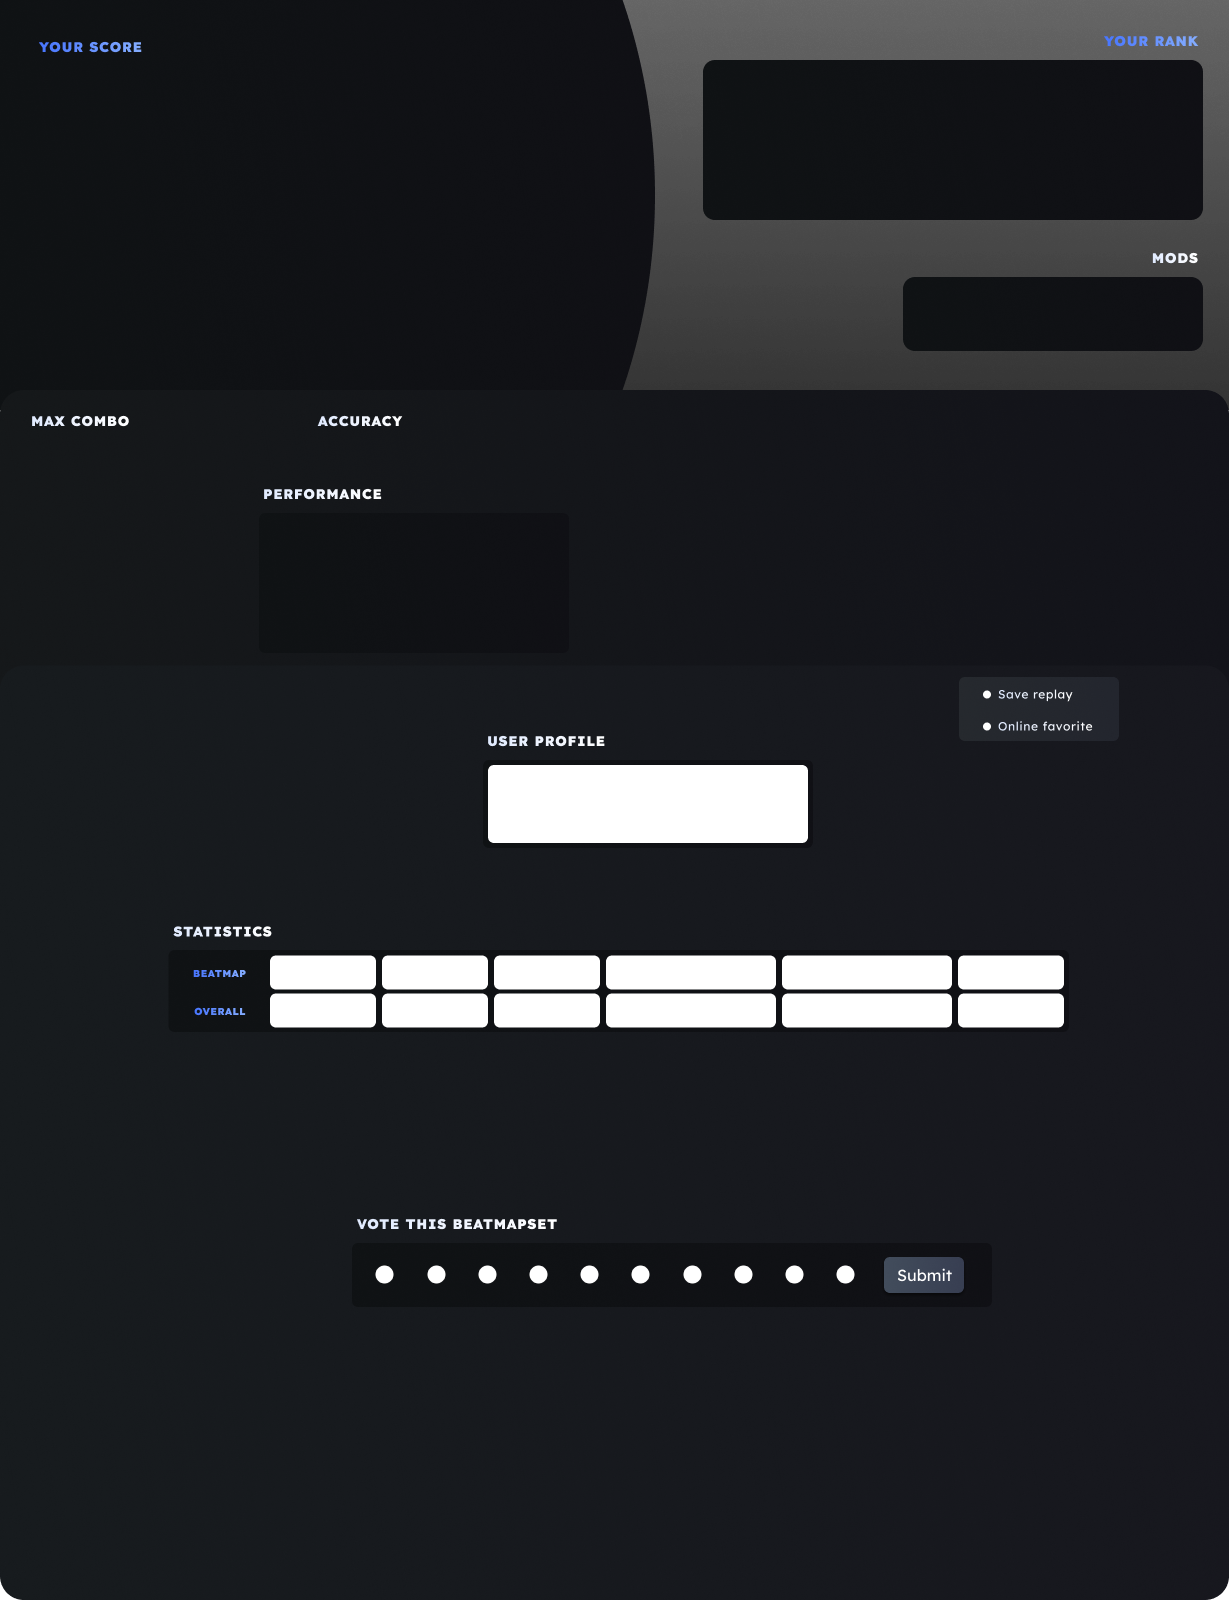 YOUR SCORE
YOUR RANK
MODS
MAX COMBO
ACCURACY
PERFORMANCE
Save replay
Online favorite
USER PROFILE
STATISTICS
BEATMAP
OVERALL
VOTE THIS BEATMAPSET
Submit